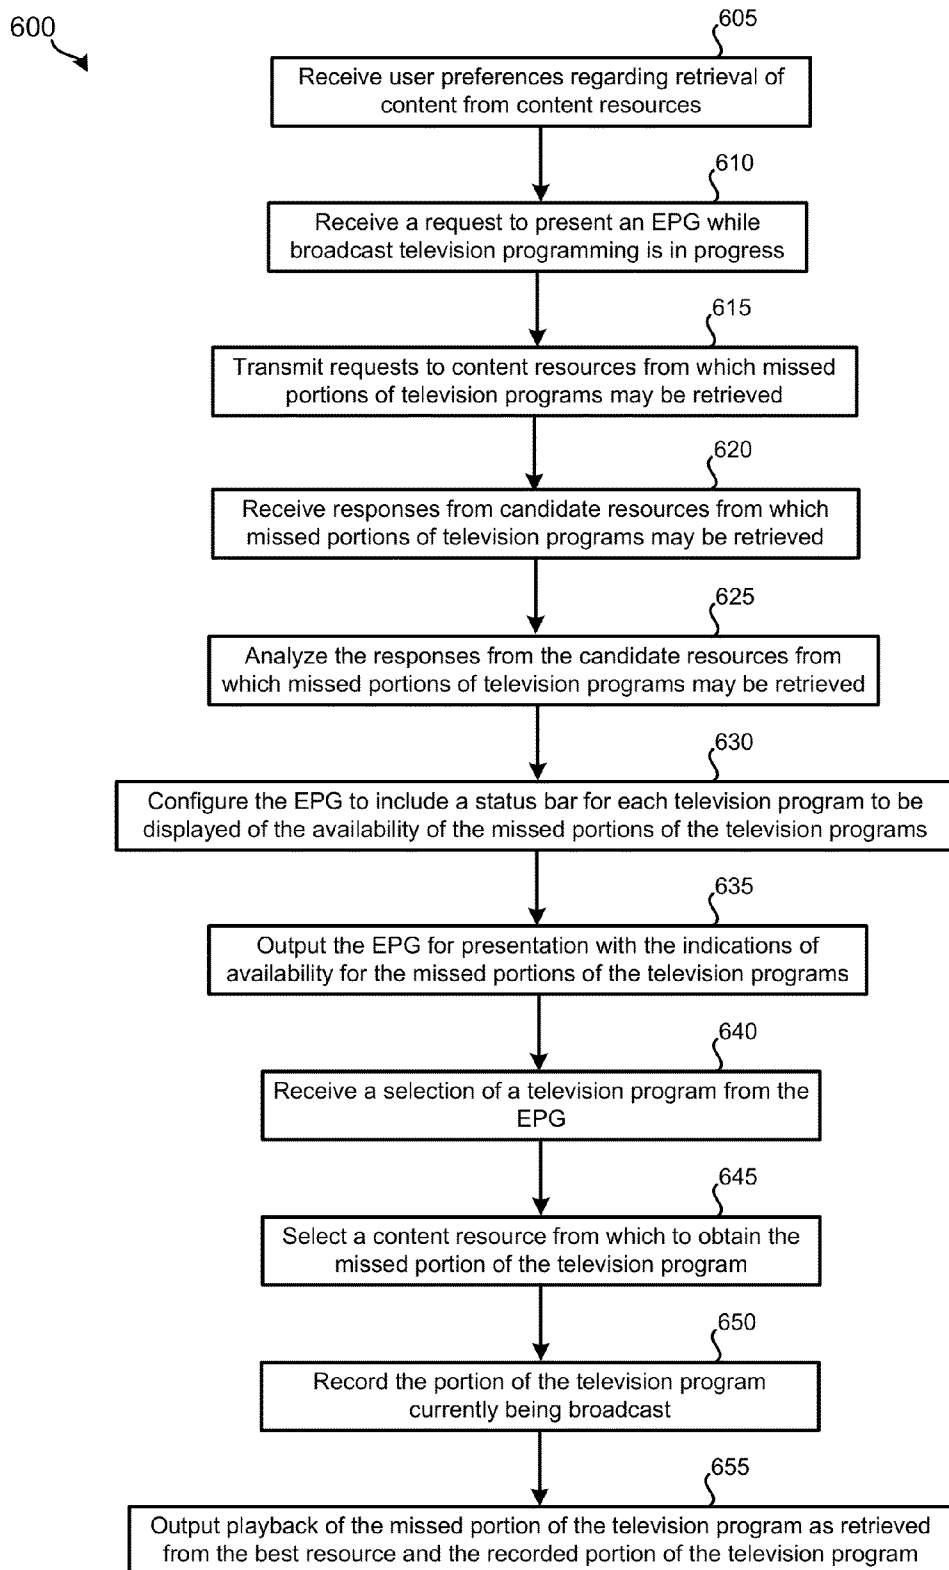 600
605
Receive user preferences regarding retrieval of
content from content resources
610
Receive a request to present an EPG while
broadcast television programming is in progress
615
Transmit requests to content resources from which missed
portions of television programs may be retrieved
620
Receive responses from candidate resources from which
missed portions of television programs may be retrieved
625
Analyze the responses from the candidate resources from
which missed portions of television programs may be retrieved
630
Configure the EPG to include a status bar for each television program to be
displayed of the availability of the missed portions of the television programs
635
Output the EPG for presentation with the indications of
availability for the missed portions of the television programs
640
Receive a selection of a television program from the
EPG
645
Select a content resource from which to obtain the
missed portion of the television program
650
Record the portion of the television program
currently being broadcast
655
Output playback of the missed portion of the television program as retrieved
from the best resource and the recorded portion of the television program